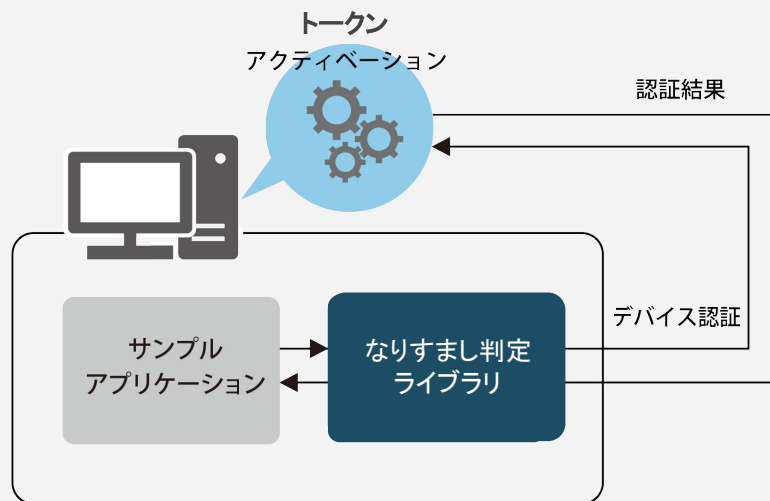 トークン
アクティベーション
認証結果
デバイス認証
サンプル
アプリケーション
なりすまし判定
ライブラリ